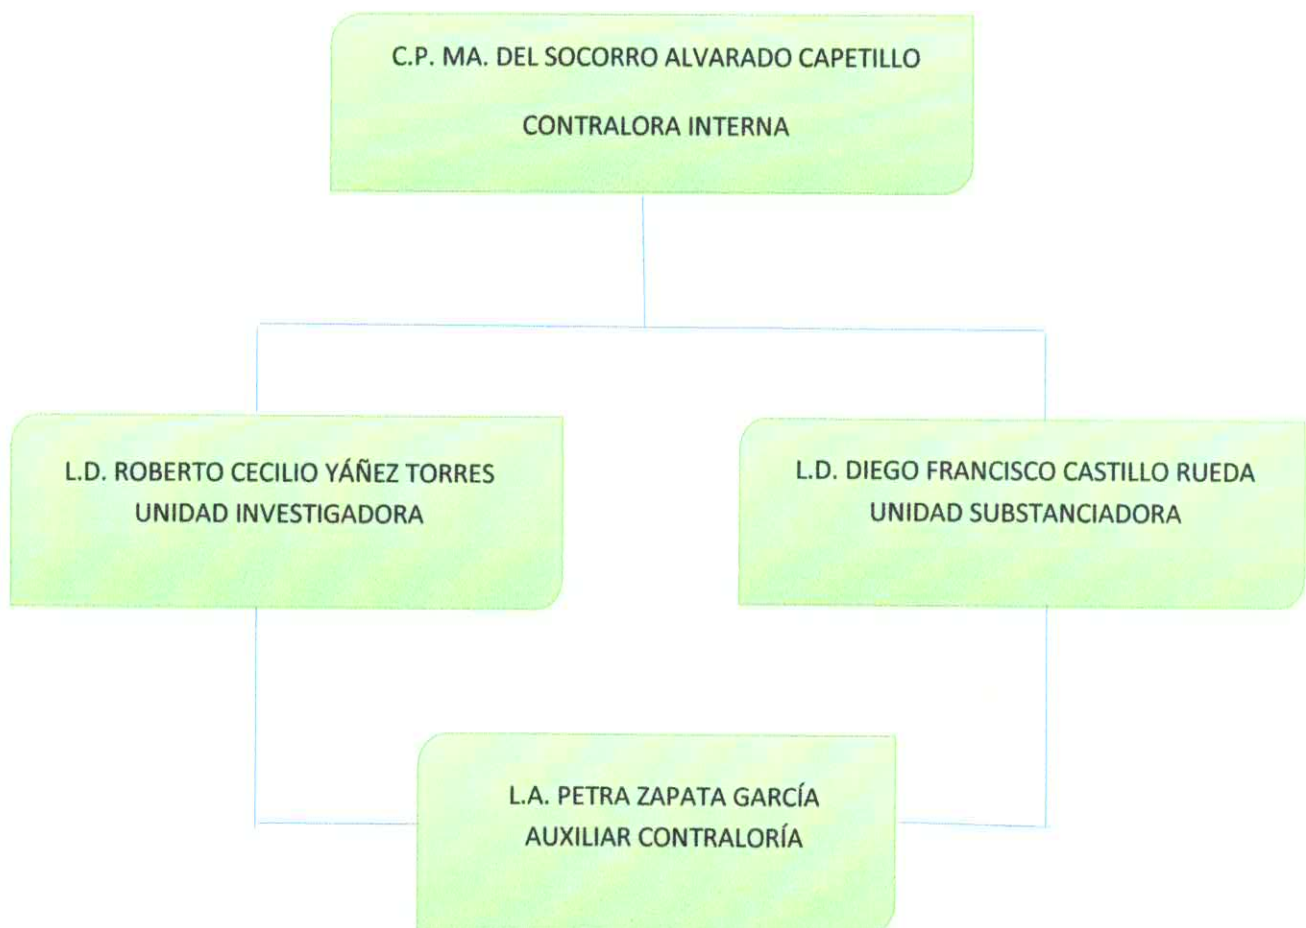 C.P. MA. DEL SOCORRO ALVARADO CAPETILLO
CONTRALORA INTERNA
L.D. ROBERTO CECILIO YÁÑEZ TORRES
UNIDAD INVESTIGADORA
L.D. DIEGO FRANCISCO CASTILLO RUEDA
UNIDAD SUBSTANCIADORA
L.A. PETRA ZAPATA GARCÍA
AUXILIAR CONTRALORÍA